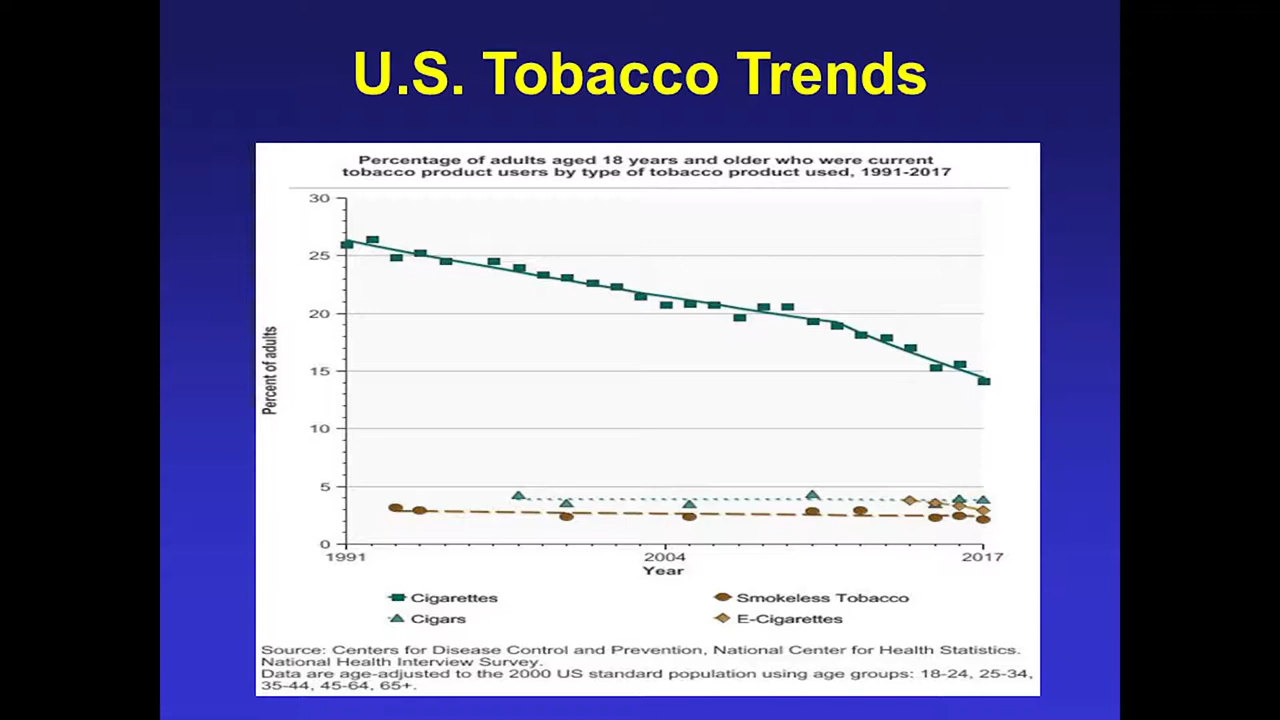 U.S. Tobacco Trends
Percentage of adults aged 18 years and older who were current
tobacco product users by type of tobacco product used, 1991-2017
30
25
20
15
10
5
0
Percent of adults
1991 2004 2017
Year
Cigarettes Smokeless Tobacco
Cigars E-Cigarettes
Source: Centers for Disease Control and Prevention, National Center for Health Statistics.
National Health Interview Survey.
Data are age-adjusted to the 2000 US standard population using age groups: 18-24, 25-34,
35-44, 45-64, 65+.